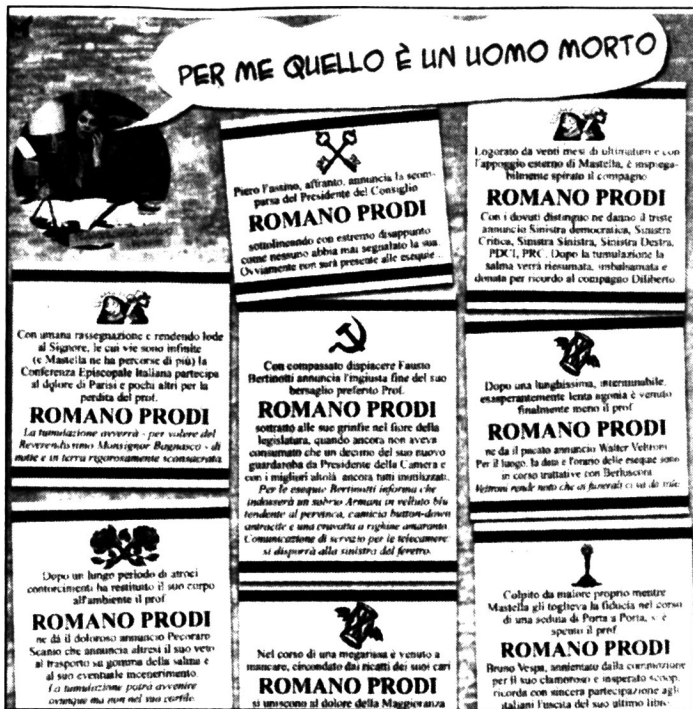 PER ME QUELLO È UN UOMO MORTO
Piero Fassino, affranto, annuncia la scom-
parsa del Presidente del Consiglio
ROMANO PRODI
sottolineando con estremo disappunto
come nessuno abbia mai segnalato la sua.
Ovviamente non sarà presente alle esequie
Logorato da venti mesi di ultimatum e con
l'appoggio esterno di Mastella, è inspiega-
bilmente spirato il compagno
ROMANO PRODI
Con i dovuti distinguo ne danno il triste
annuncio Sinistra democratica, Sinistra
Critica, Sinistra Sinistra, Sinistra Destra,
PDCI, PRC. Dopo la tumulazione la
salma verrà riesumata, imbalsamata e
donata per ricordo al compagno Diliberto.
Con umana rassegnazione e rendendo lode
al Signore, le cui vie sono infinite
(e Mastella ne ha percorse di più) la
Conferenza Episcopale Italiana partecipa
al dolore di Parisi e pochi altri per la
perdita del prof.
ROMANO PRODI
La tumulazione avverrà - per volere del
Reverendissimo Monsignor Bagnasco - di
notte e in terra rigorosamente sconsacrata.
Con compassato dispiacere Fausto
Bertinotti annuncia l'ingiusta fine del suo
bersaglio preferito Prof.
ROMANO PRODI
sottratto alle sue grinfie nel fiore della
legislatura, quando ancora non aveva
consumato che un decimo del suo nuovo
guardaroba da Presidente della Camera e
con i migliori altolà ancora tutti inutilizzati.
Per le esequie Bertinotti informa che
indosserà un sobrio Armani in velluto blu
tendente al pervinca, camicia button-down
antracite e una cravatta a righine amaranto.
Comunicazione di servizio per le telecamere:
si disporrà alla sinistra del feretro.
Dopo una lunghissima, interminabile,
esasperantemente lenta agonia è venuto
finalmente meno il prof
ROMANO PRODI
ne da il pacato annuncio Walter Veltroni
Per il luogo, la data e l'orario delle esequie sono
in corso trattative con Berlusconi
Veltroni rende noto che ai funerali ci va da solo
Dopo un lungo periodo di atroci
contorcimenti ha restituito il suo corpo
all'ambiente il prof
ROMANO PRODI
ne dà il doloroso annuncio Pecoraro
Scanio che annuncia altresì il suo veto
al trasporto su gomma della salma e
al suo eventuale incenerimento.
La tumulazione potrà avvenire
ovunque ma non nel suo cortile.
Nel corso di una megarissa è venuto a
mancare, circondato dai ricatti dei suoi cari
ROMANO PRODI
si uniscono al dolore della Maggioranza
Colpito da malore proprio mentre
Mastella gli toglieva la fiducia nel corso
di una seduta di Porta a Porta, s'è
spento il prof
ROMANO PRODI
Bruno Vespa, annientato dalla commozione
per il suo clamoroso e insperato scoop,
ricorda con sincera partecipazione agli
italiani l'uscita del suo ultimo libro